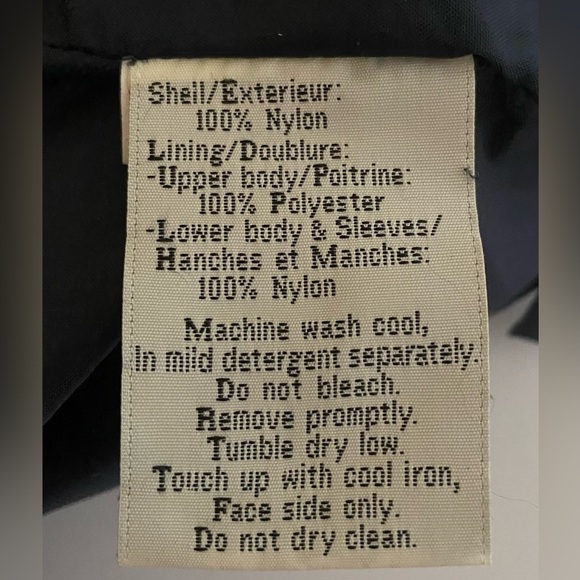 Shell/Exterieur:
100% Nylon
Lining/Doublure:
-Upper body/Poitrine:
100% Polyester
-Lower body & Sleeves/
Hanches et Manches:
100% Nylon
Machine wash cool,
In mild detergent separately.
Do not bleach.
Remove promptly.
Tumble dry low.
Touch up with cool iron,
Face side only.
Do not dry clean.